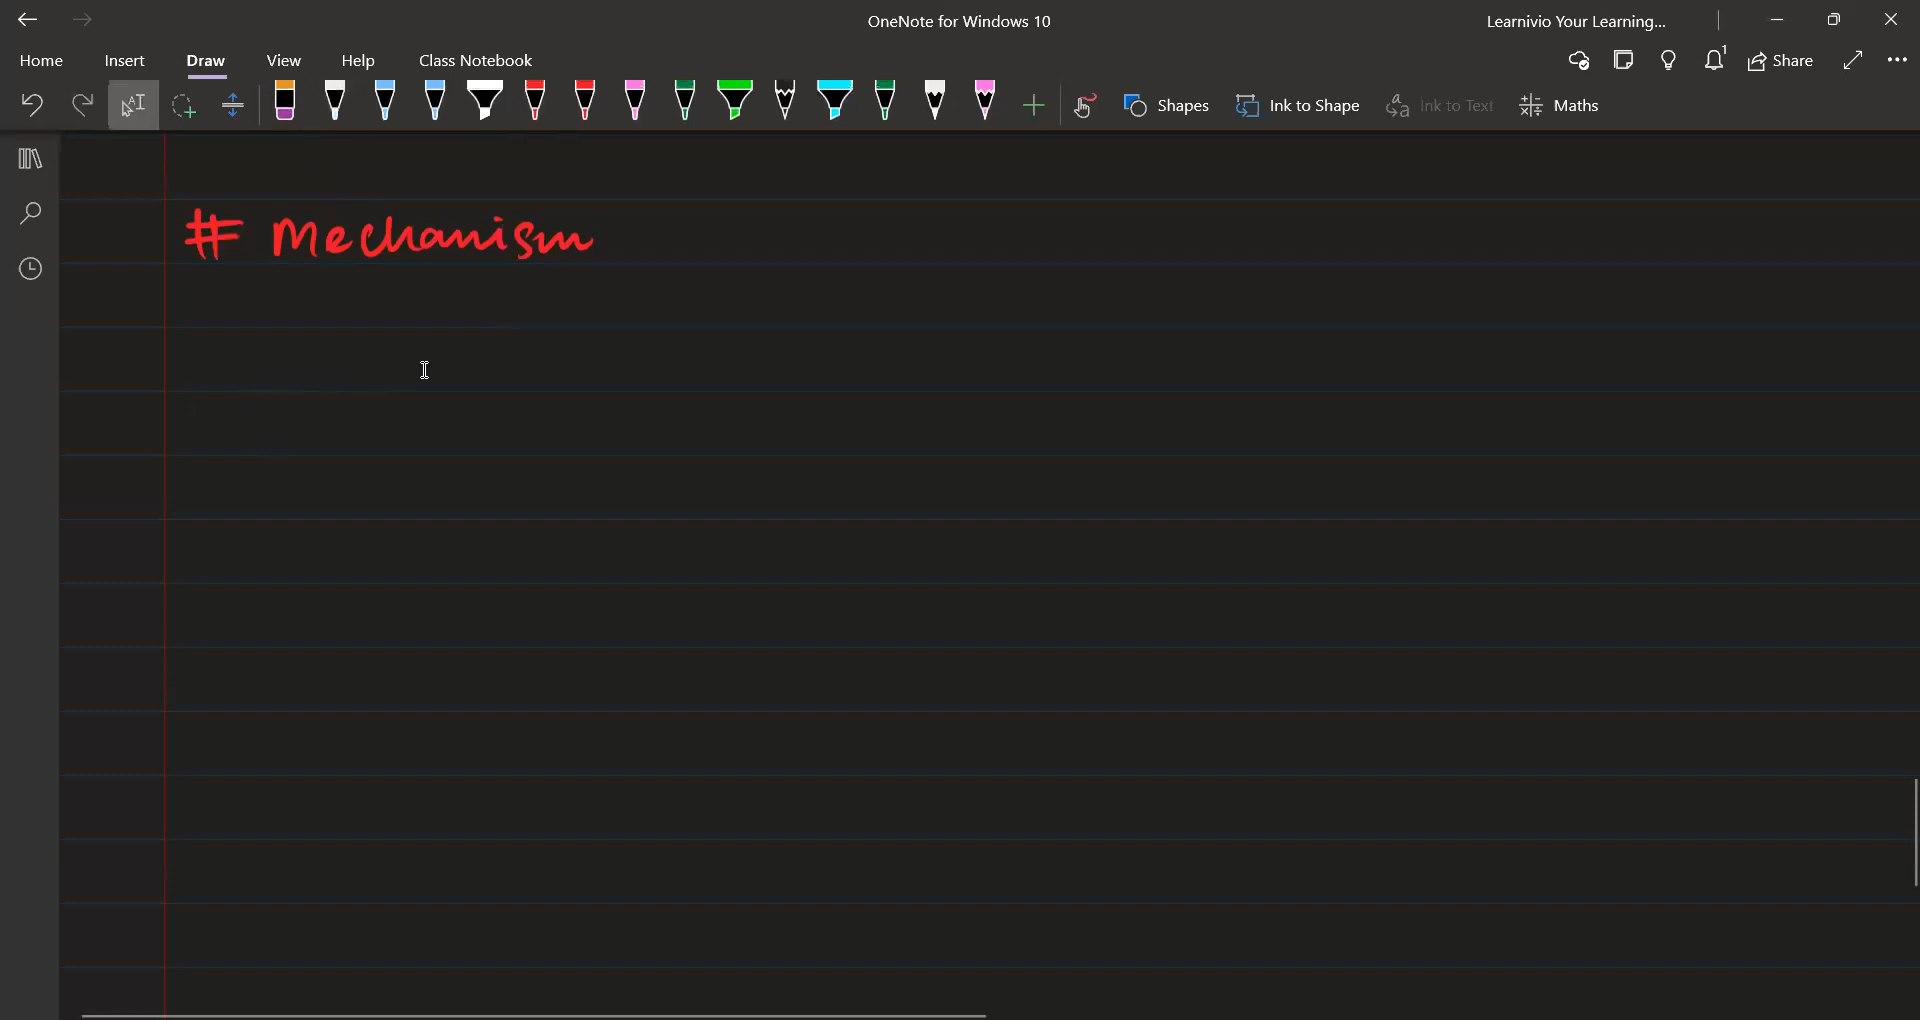 OneNote for Windows 10
Learnivio Your Learning...
Home Insert Draw View Help Class Notebook
1
Share
Shapes
Ink to Shape
Ink to Text
Maths
# Mechanism